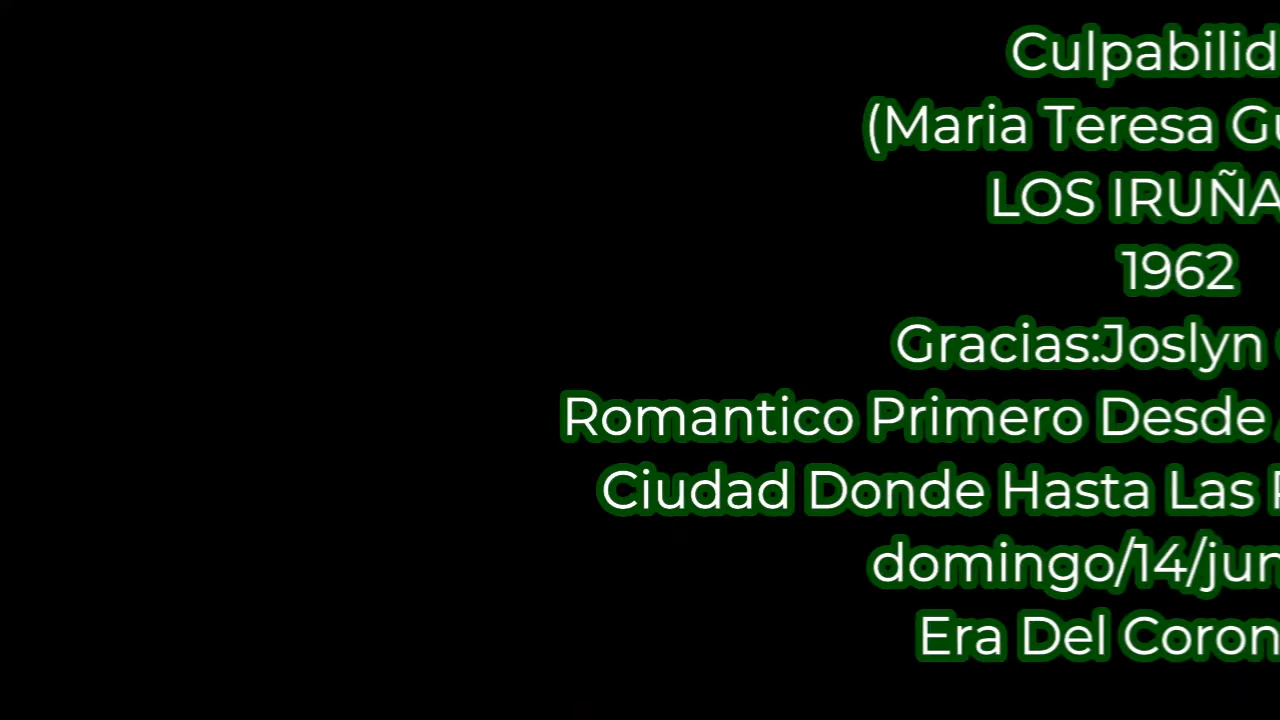 Culpabilid
(Maria Teresa Gu
LOS IRUÑA
1962
Gracias:Joslyn
Romantico Primero Desde
Ciudad Donde Hasta Las
domingo/14/jun
Era Del Coron